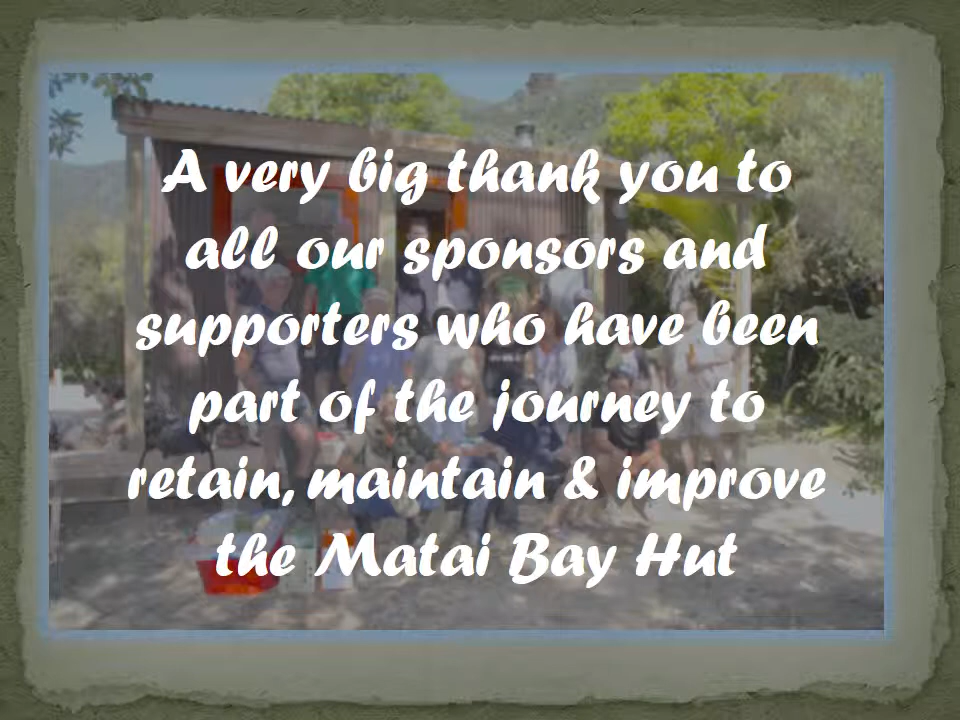 A very big thank you to
all our sponsors and
supporters who have been
part of the journey to
retain, maintain & improve
the Matai Bay Hut